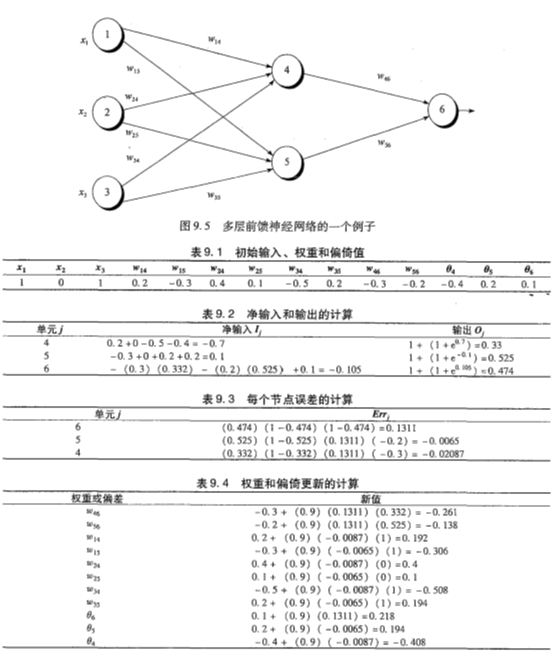 x₁
1
w₁₄
w₁₅
4
w₄₆
w₂₄
x₂
2
6
w₂₅
w₃₄
5
w₅₆
x₃
3
w₃₅
图9.5 多层前馈神经网络的一个例子
表9.1 初始输入、权重和偏倚值
x₁ x₂ x₃ w₁₄ w₁₅ w₂₄ w₂₅ w₃₄ w₃₅ w₄₆ w₅₆ θ₄ θ₅ θ₆
1 0 1 0.2 -0.3 0.4 0.1 -0.5 0.2 -0.3 -0.2 -0.4 0.2 0.1
表9.2 净输入和输出的计算
单元 j 净输入 Iⱼ 输出 Oⱼ
4 0.2+0-0.5-0.4=-0.7 1+(1+e^0.7)=0.33
5 -0.3+0+0.2+0.2=0.1 1+(1+e^-0.1)=0.525
6 -(0.3)(0.332)-(0.2)(0.525)+0.1=-0.105 1+(1+e^0.105)=0.474
表9.3 每个节点误差的计算
单元 j Errⱼ
6 (0.474)(1-0.474)(1-0.474)=0.1311
5 (0.525)(1-0.525)(0.1311)(-0.2)=-0.0065
4 (0.332)(1-0.332)(0.1311)(-0.3)=-0.02087
表9.4 权重和偏倚更新的计算
权重或偏差 新值
w₄₆ -0.3+(0.9)(0.1311)(0.332)=-0.261
w₅₆ -0.2+(0.9)(0.1311)(0.525)=-0.138
w₁₄ 0.2+(0.9)(-0.0087)(1)=0.192
w₁₅ -0.3+(0.9)(-0.0065)(1)=-0.306
w₂₄ 0.4+(0.9)(-0.0087)(0)=0.4
w₂₅ 0.1+(0.9)(-0.0065)(0)=0.1
w₃₄ -0.5+(0.9)(-0.0087)(1)=-0.508
w₃₅ 0.2+(0.9)(-0.0065)(1)=0.194
θ₆ 0.1+(0.9)(0.1311)=0.218
θ₅ 0.2+(0.9)(-0.0065)=0.194
θ₄ -0.4+(0.9)(-0.0087)=-0.408